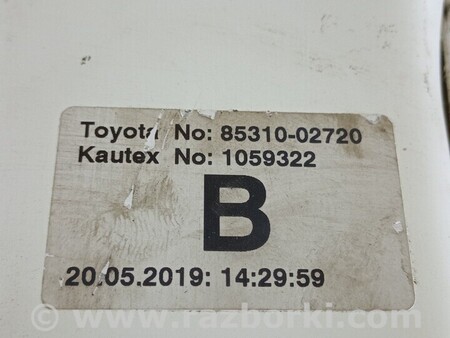 Toyota No: 85310-02720
Kautex No: 1059322
B
20.05.2019: 14:29:59
© www.razborki.com